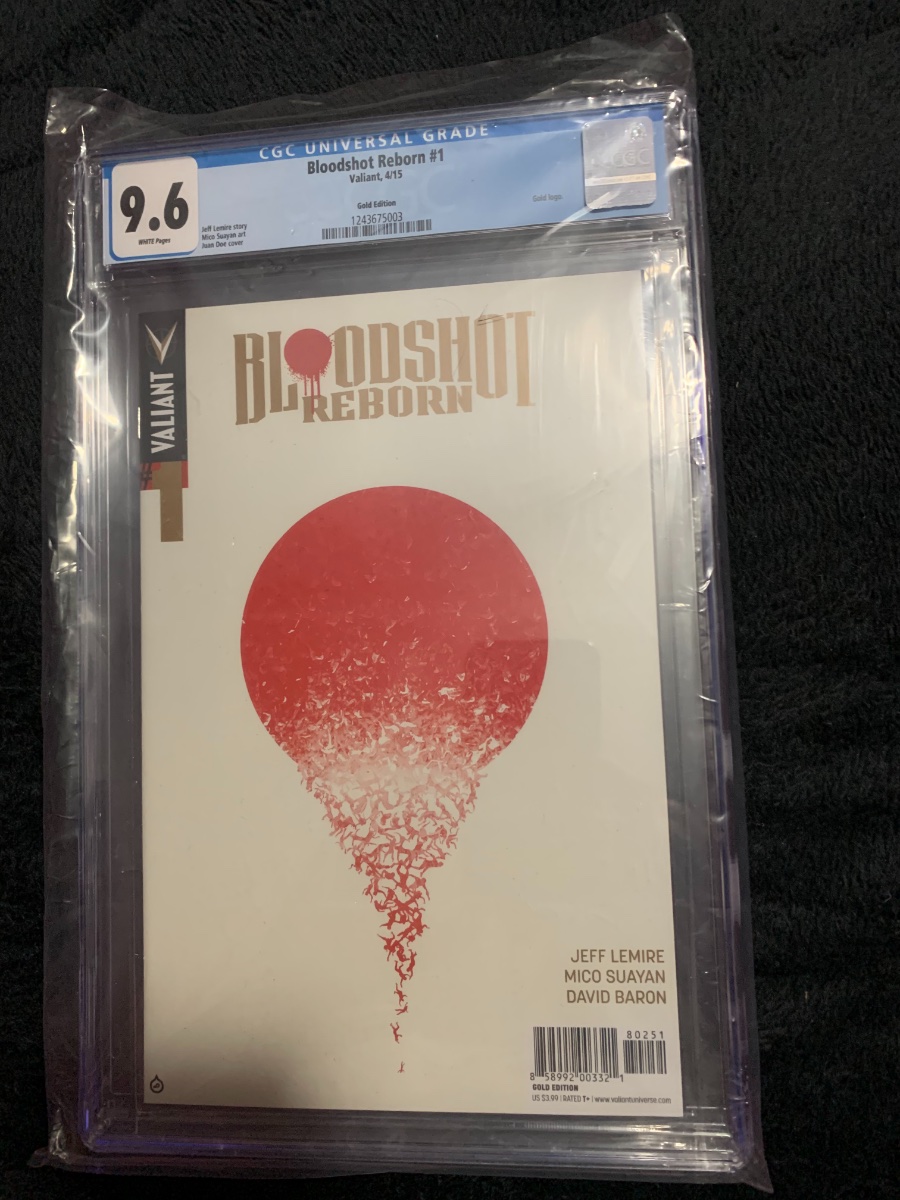 CGC UNIVERSAL GRADE
Bloodshot Reborn #1
Valiant, 4/15
9.6
WHITE Pages
Gold Edition
Gold logo.
1243675003
Jeff Lemire story
Mico Suayan art
Juan Doe cover
CGC
VALIANT
#1
BLOODSHOT
REBORN
JEFF LEMIRE
MICO SUAYAN
DAVID BARON
80251
8 58992 00332 1
GOLD EDITION
US $3.99 | RATED T+ | www.valiantuniverse.com